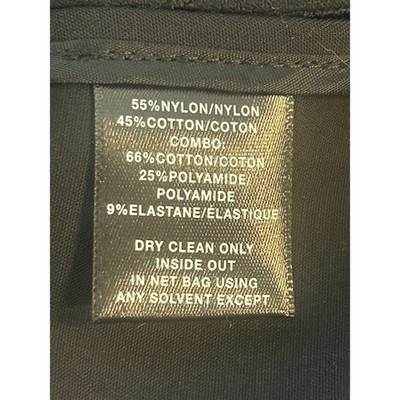 55%NYLON/NYLON
45%COTTON/COTON
COMBO:
66%COTTON/COTON
25%POLYAMIDE
POLYAMIDE
9%ELASTANE/ÉLASTIQUE
DRY CLEAN ONLY
INSIDE OUT
IN NET BAG USING
ANY SOLVENT EXCEPT